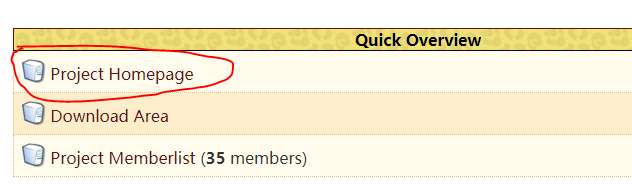 Quick Overview
Project Homepage
Download Area
Project Memberlist (35 members)